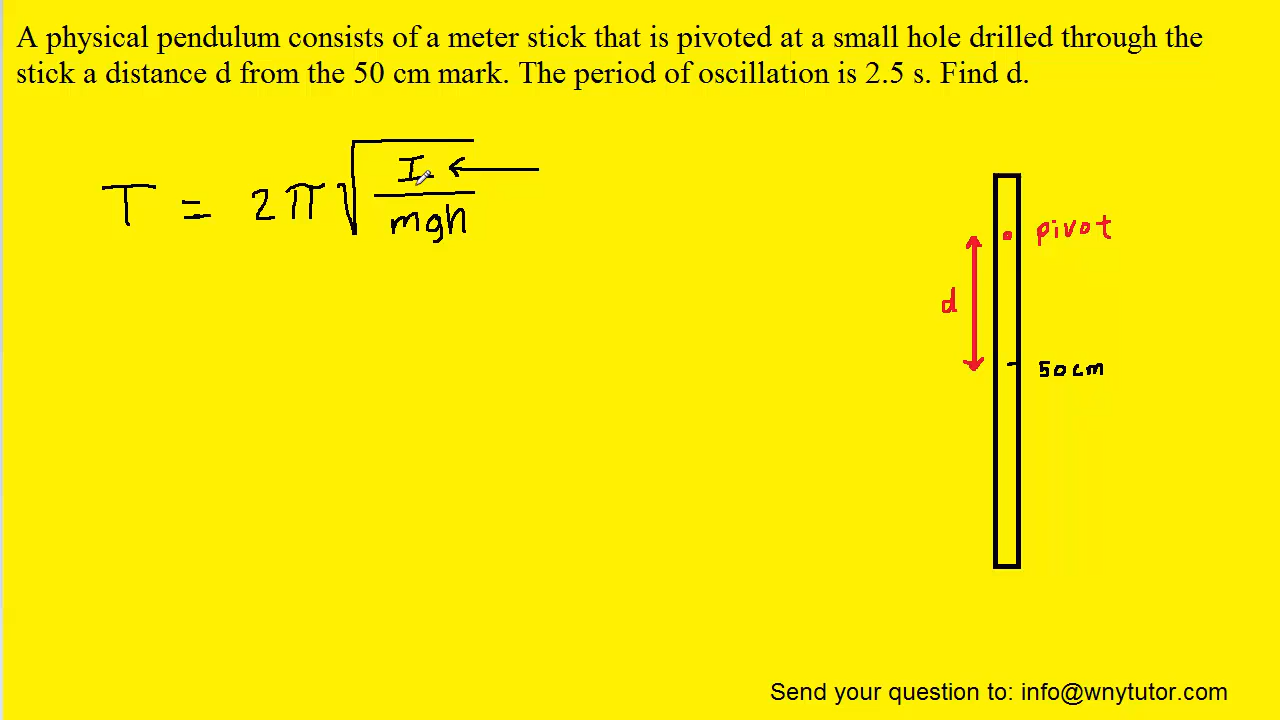 A physical pendulum consists of a meter stick that is pivoted at a small hole drilled through the
stick a distance d from the 50 cm mark. The period of oscillation is 2.5 s. Find d.
T = 2π√(I/mgh)
pivot
d
50cm
Send your question to: info@wnytutor.com